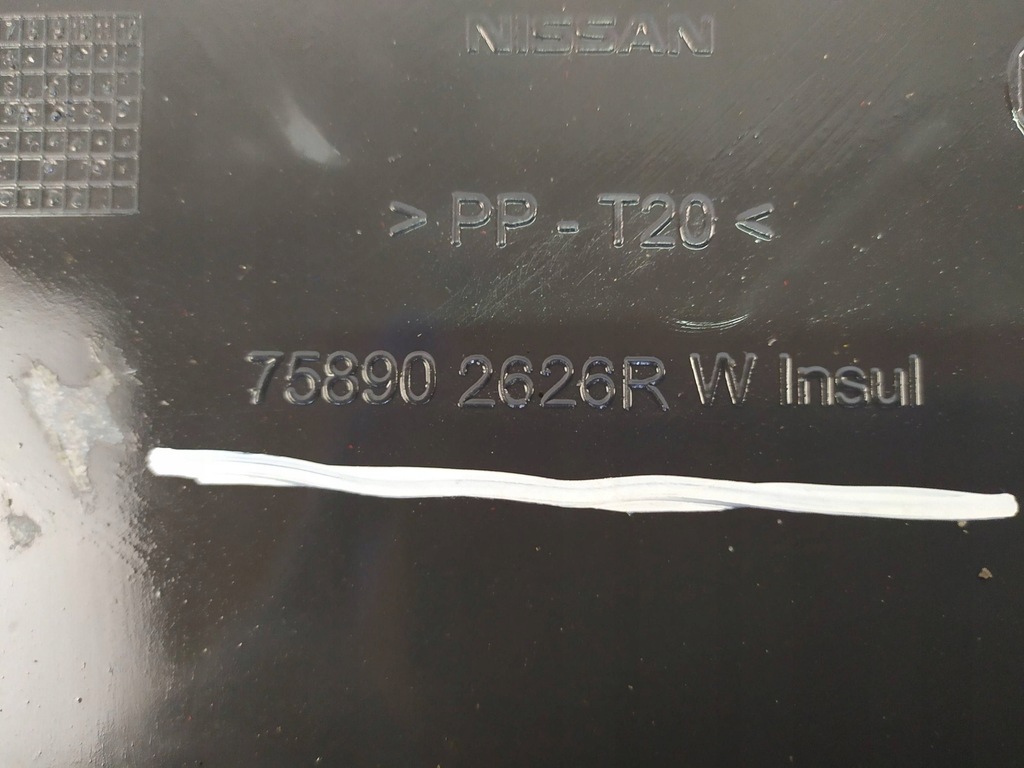 NISSAN
> PP - T20 <
75890 2626R W Insul